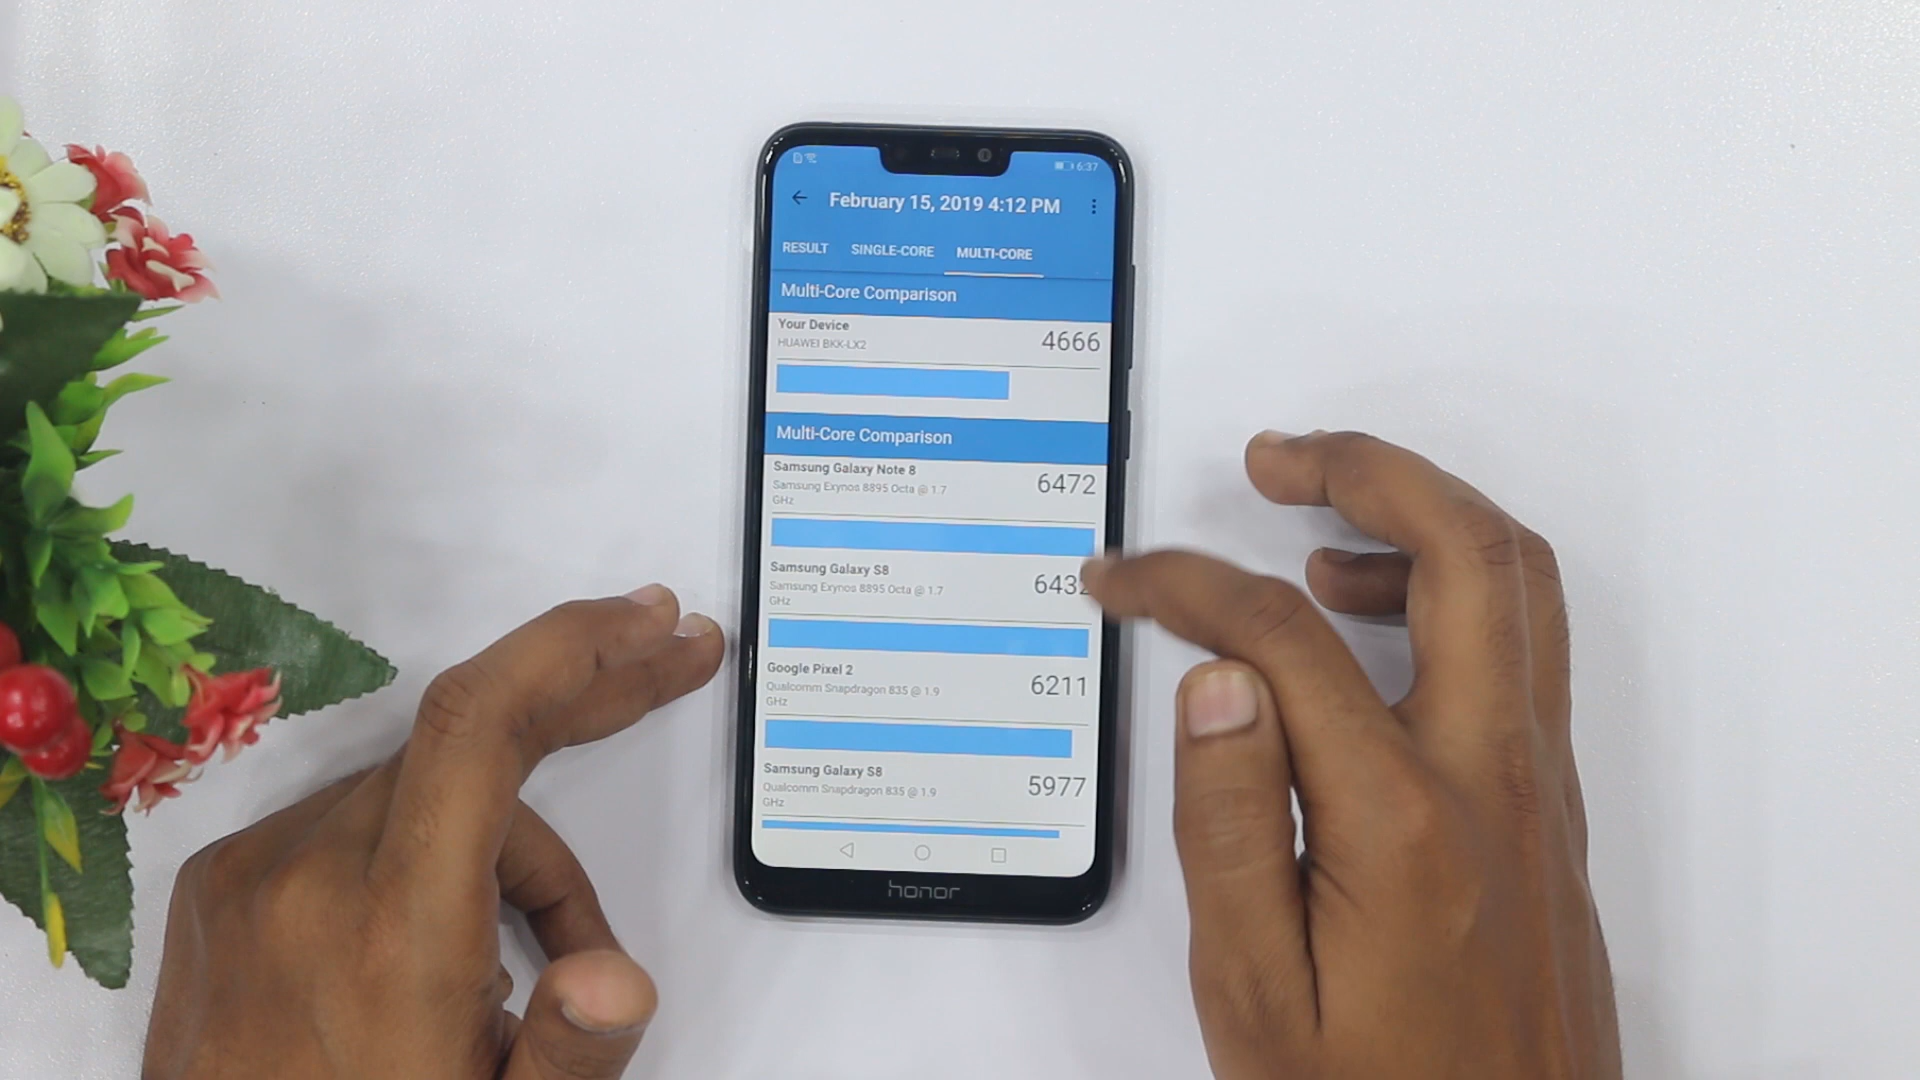 6:37
February 15, 2019 4:12 PM
RESULT SINGLE-CORE MULTI-CORE
Multi-Core Comparison
Your Device
HUAWEI BKK-LX2
4666
Multi-Core Comparison
Samsung Galaxy Note 8
Samsung Exynos 8895 Octa @ 1.7
GHz
6472
Samsung Galaxy S8
Samsung Exynos 8895 Octa @ 1.7
GHz
6432
Google Pixel 2
Qualcomm Snapdragon 835 @ 1.9
GHz
6211
Samsung Galaxy S8
Qualcomm Snapdragon 835 @ 1.9
GHz
5977
honor